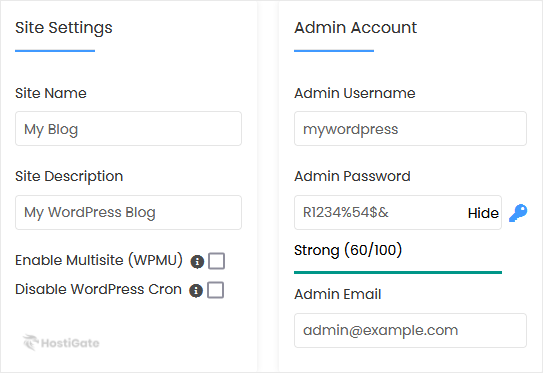 Site Settings
Site Name
My Blog
Site Description
My WordPress Blog
Enable Multisite (WPMU)
Disable WordPress Cron
HostiGate
Admin Account
Admin Username
mywordpress
Admin Password
R1234%54$& Hide
Strong (60/100)
Admin Email
admin@example.com